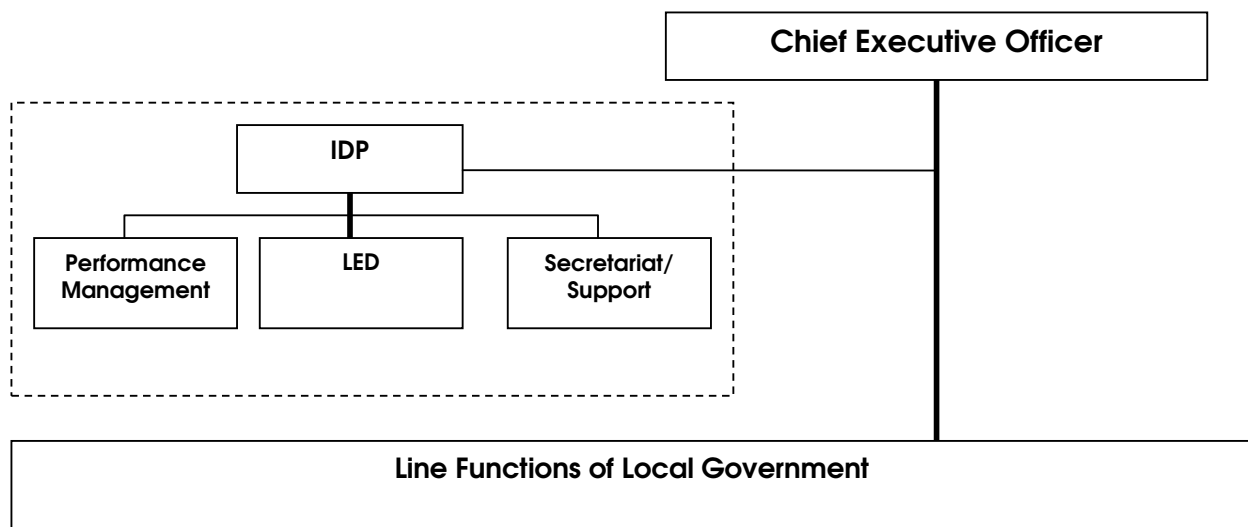 Chief Executive Officer
IDP
Performance
Management
LED
Secretariat/
Support
Line Functions of Local Government